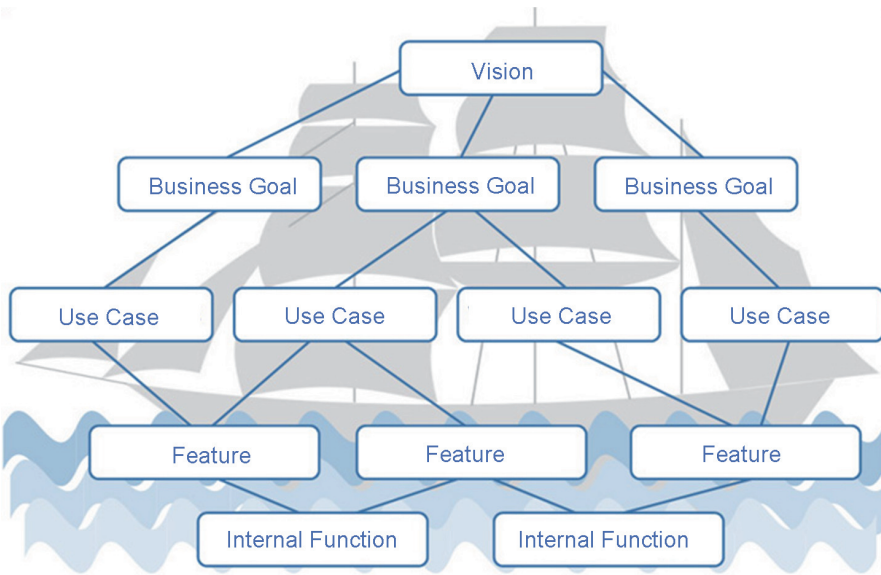 Vision
Business Goal
Business Goal
Business Goal
Use Case
Use Case
Use Case
Use Case
Feature
Feature
Feature
Internal Function
Internal Function